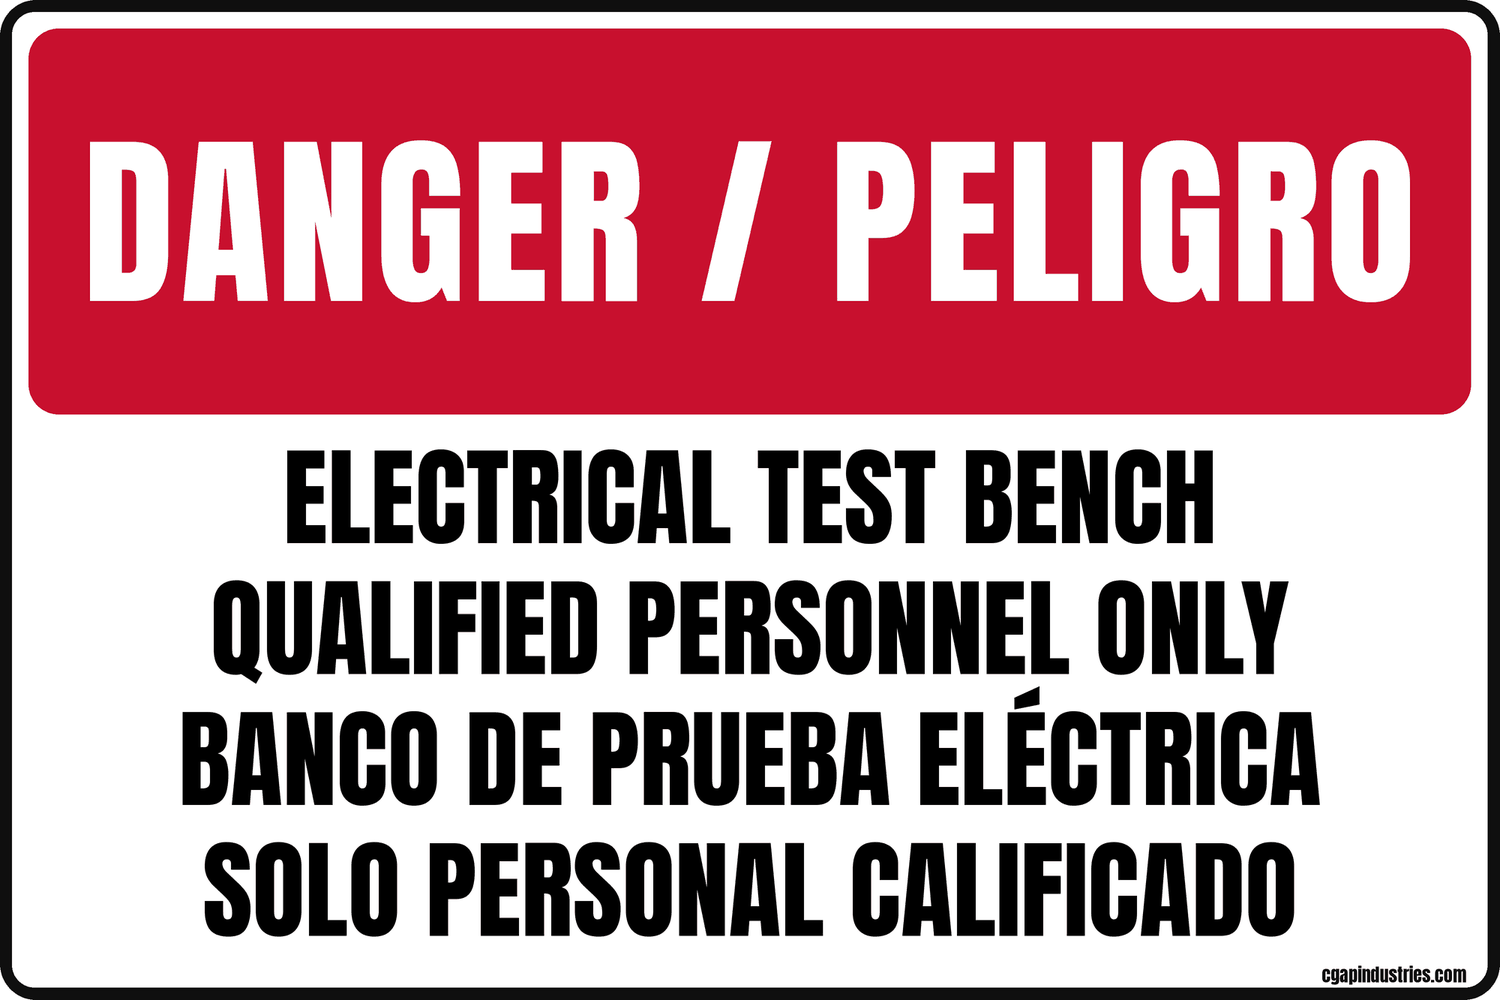 DANGER / PELIGRO
ELECTRICAL TEST BENCH
QUALIFIED PERSONNEL ONLY
BANCO DE PRUEBA ELÉCTRICA
SOLO PERSONAL CALIFICADO
cgapindustries.com